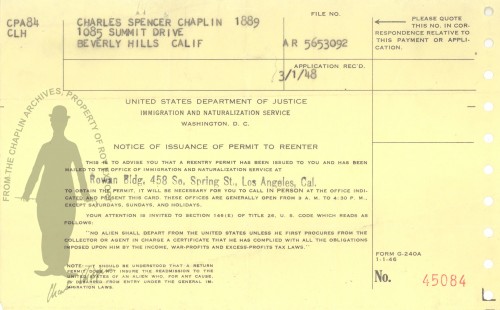 CPA84
CLH
CHARLES SPENCER CHAPLIN 1889
1085 SUMMIT DRIVE
BEVERLY HILLS CALIF
FILE NO.
AR 5653092
APPLICATION REC'D.
3/1/48
PLEASE QUOTE
THIS NO. IN COR-
RESPONDENCE RELATIVE TO
THIS PAYMENT OR APPLI-
CATION.
UNITED STATES DEPARTMENT OF JUSTICE
IMMIGRATION AND NATURALIZATION SERVICE
WASHINGTON, D. C.
NOTICE OF ISSUANCE OF PERMIT TO REENTER
THIS IS TO ADVISE YOU THAT A REENTRY PERMIT HAS BEEN ISSUED TO YOU AND HAS BEEN
MAILED TO THE OFFICE OF IMMIGRATION AND NATURALIZATION SERVICE AT
Rowan Bldg. 458 So. Spring St., Los Angeles, Cal.
TO OBTAIN THE PERMIT, IT WILL BE NECESSARY FOR YOU TO CALL IN PERSON AT THE OFFICE INDI-
CATED AND PRESENT THIS CARD. THESE OFFICES ARE GENERALLY OPEN FROM 9 A. M. TO 4:30 P. M.,
EXCEPT SATURDAYS, SUNDAYS, AND HOLIDAYS.
YOUR ATTENTION IS INVITED TO SECTION 146(E) OF TITLE 26, U. S. CODE WHICH READS AS
FOLLOWS:
"NO ALIEN SHALL DEPART FROM THE UNITED STATES UNLESS HE FIRST PROCURES FROM THE
COLLECTOR OR AGENT IN CHARGE A CERTIFICATE THAT HE HAS COMPLIED WITH ALL THE OBLIGATIONS
IMPOSED UPON HIM BY THE INCOME, WAR-PROFITS AND EXCESS-PROFITS TAX LAWS."
NOTE: IT SHOULD BE UNDERSTOOD THAT A RETURN
PERMIT DOES NOT INSURE THE READMISSION TO THE
UNITED STATES OF AN ALIEN WHO, FOR ANY CAUSE,
IS DEBARRED FROM ENTRY UNDER THE GENERAL IM-
MIGRATION LAWS.
FORM G-240A
1-1-46
No. 45084
FROM THE CHAPLIN ARCHIVES, PROPERTY OF ROY